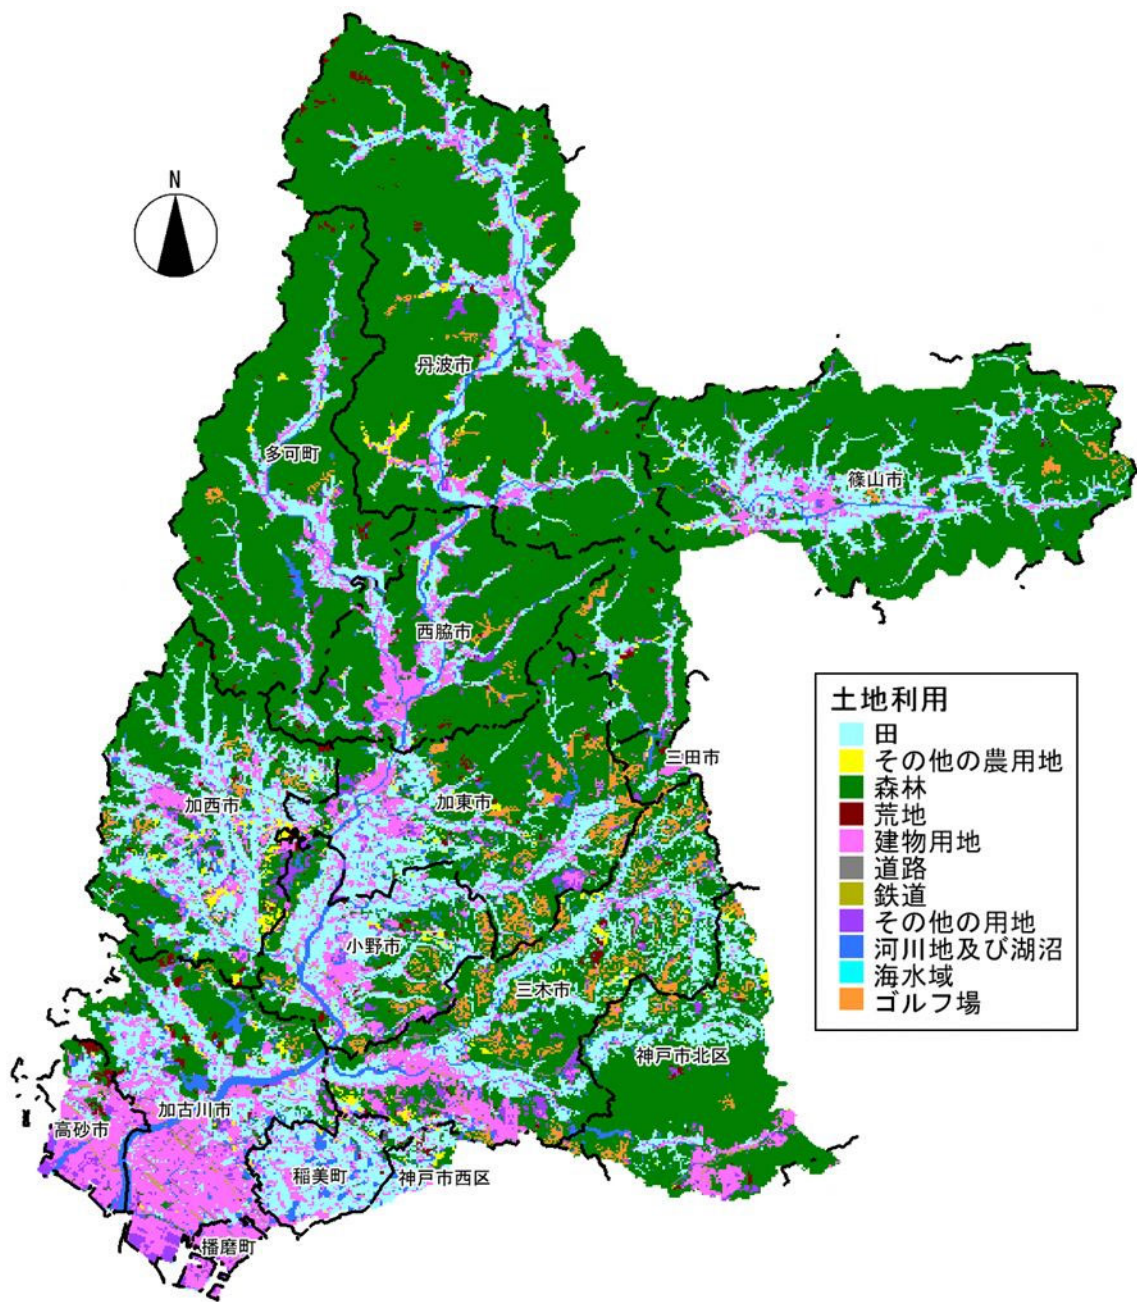 N
丹波市
多可町
篠山市
西脇市
三田市
加西市
加東市
小野市
三木市
神戸市北区
加古川市
高砂市
稲美町
神戸市西区
播磨町
土地利用
田
その他の農用地
森林
荒地
建物用地
道路
鉄道
その他の用地
河川地及び湖沼
海水域
ゴルフ場